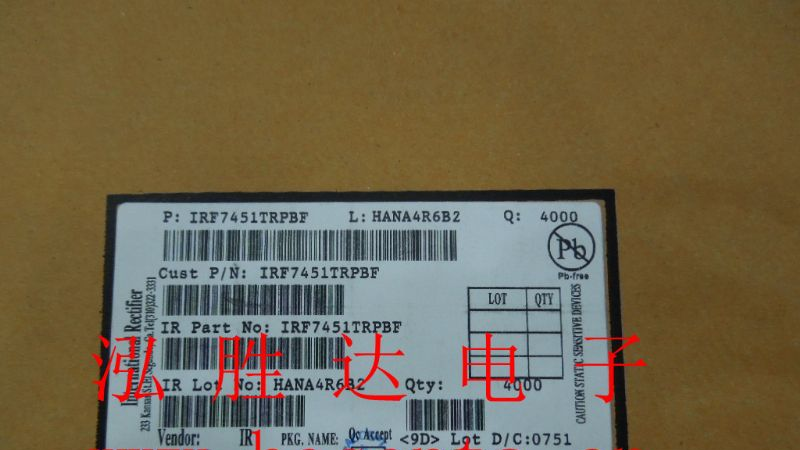 P: IRF7451TRPBF L: HANA4R6B2 Q: 4000
Pb
Pb-free
Cust P/N: IRF7451TRPBF
LOT QTY
IR Part No: IRF7451TRPBF
泓胜达电子
IR Lot No: HANA4R6B2 Qty: 4000
Vendor: IR PKG. NAME: Qs Accept <9D> Lot D/C:0751
International Rectifier
CAUTION STATIC SENSITIVE DEVICES